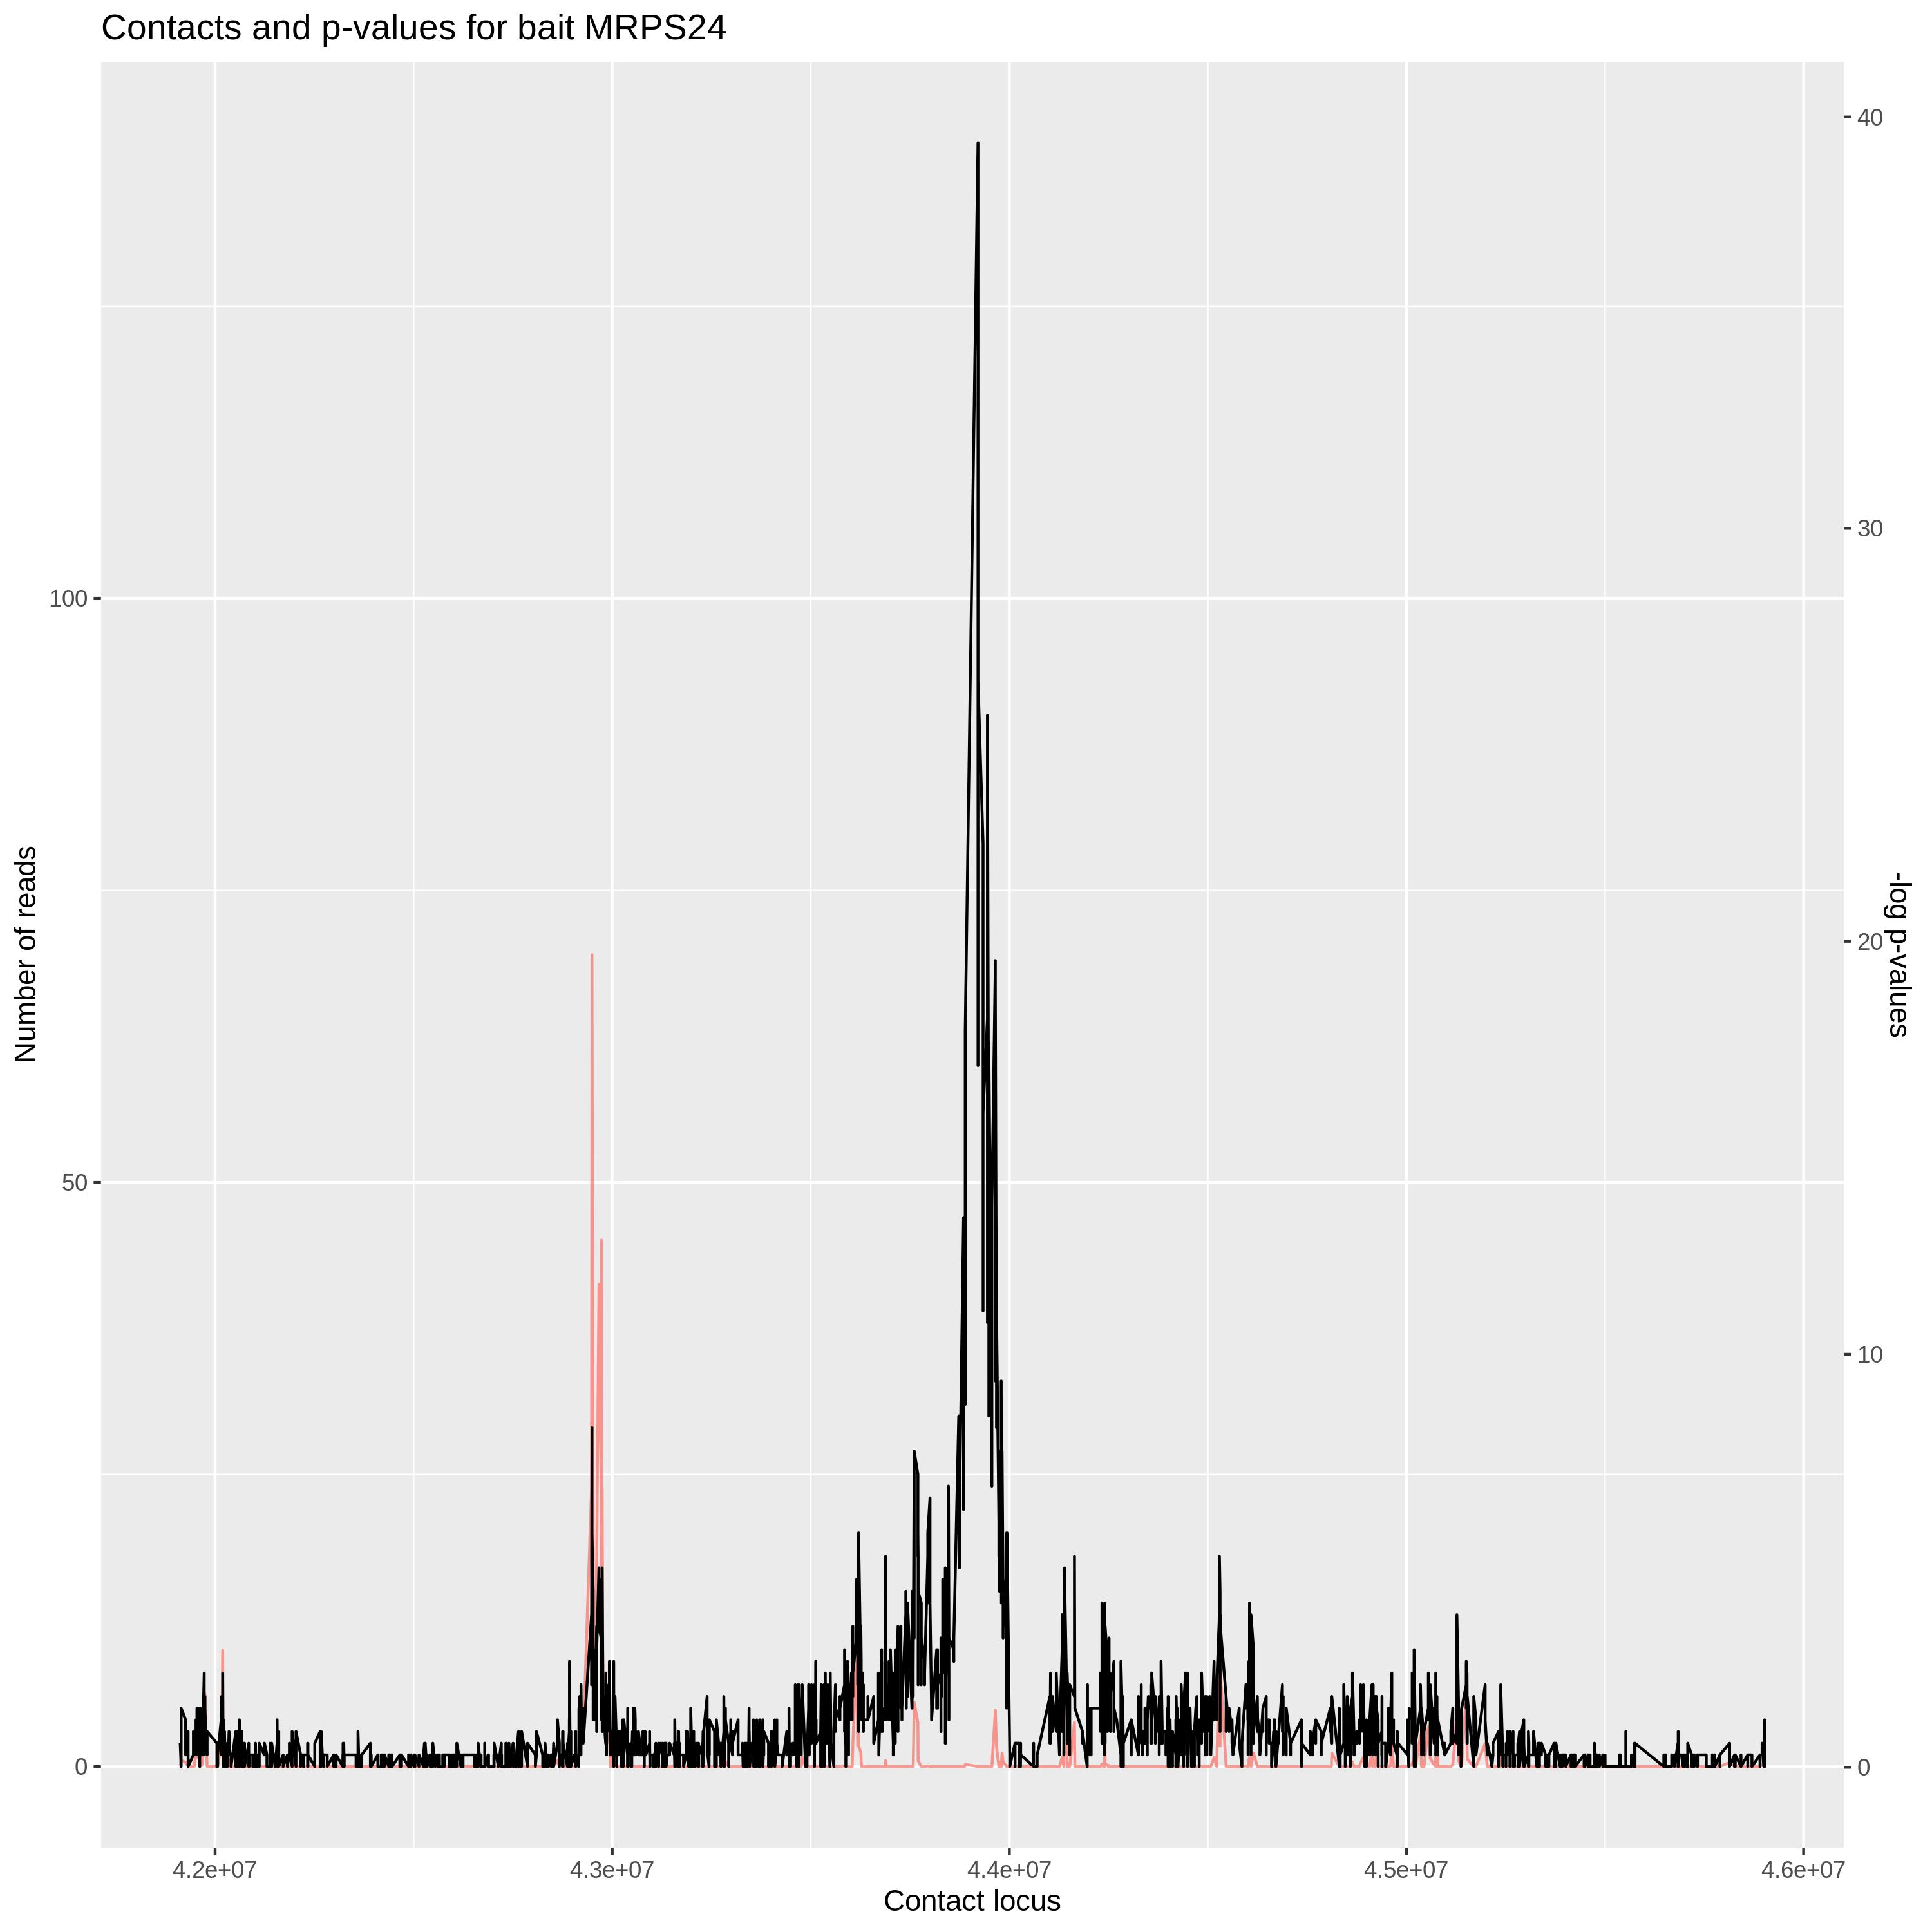 Contacts and p-values for bait MRPS24
Number of reads
100
50
0
40
30
20
10
0
-log p-values
4.2e+07 4.3e+07 4.4e+07 4.5e+07 4.6e+07
Contact locus